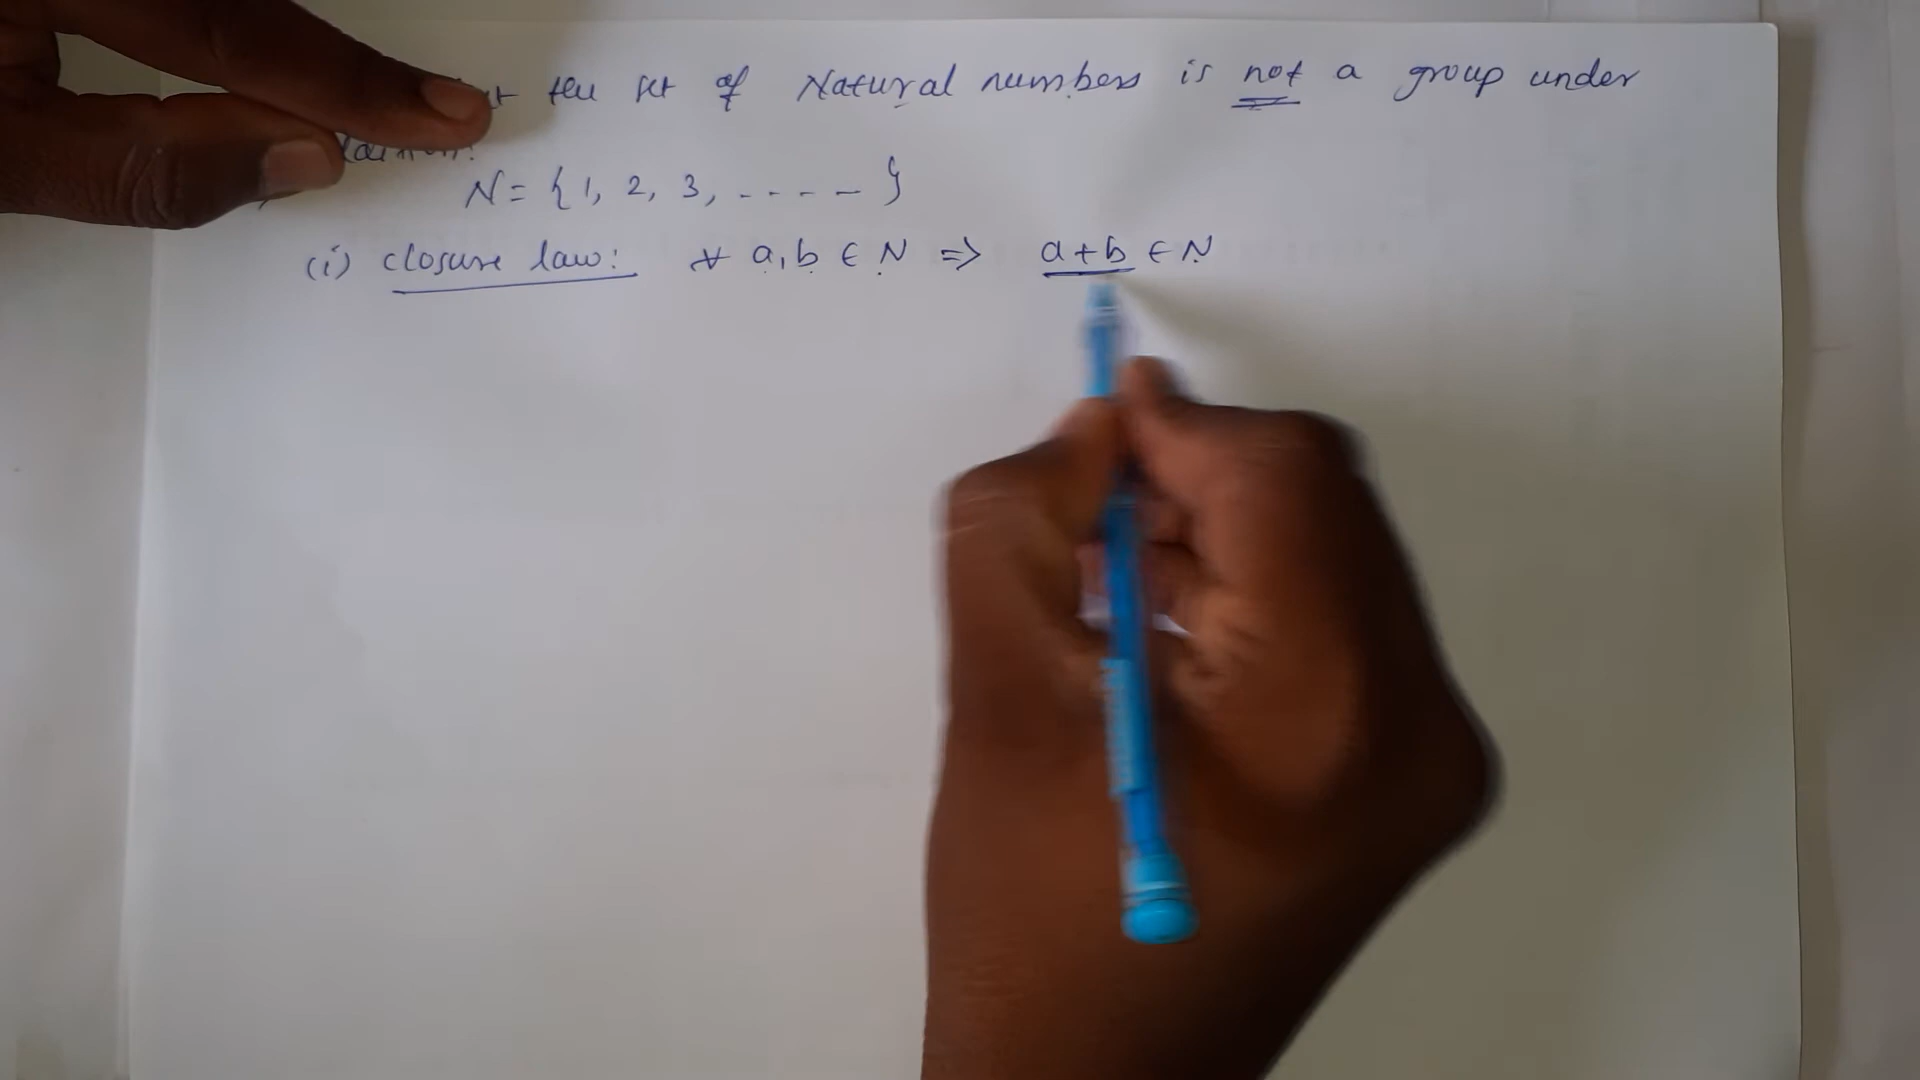 the set of Natural numbers is not a group under
N = {1, 2, 3, ----- }
(i) closure law: ∀ a, b ∈ N ⇒ a + b ∈ N